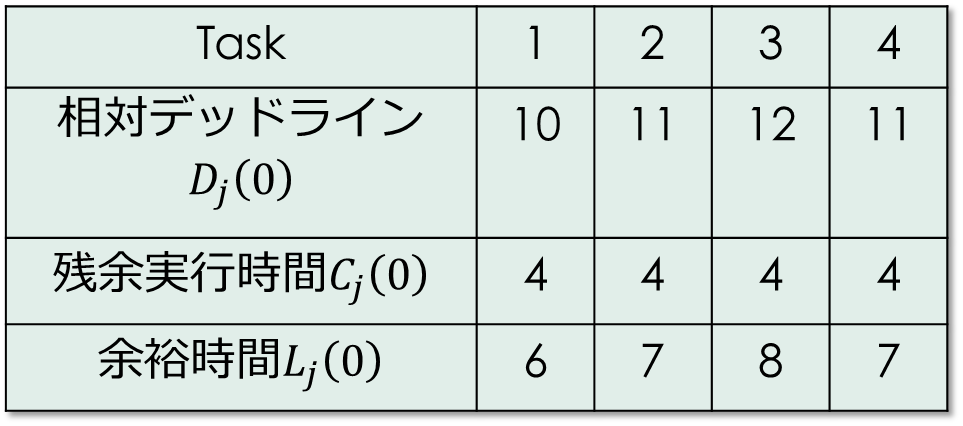 Task 1 2 3 4
相対デッドライン 10 11 12 11
D_j(0)
残余実行時間C_j(0) 4 4 4 4
余裕時間L_j(0) 6 7 8 7